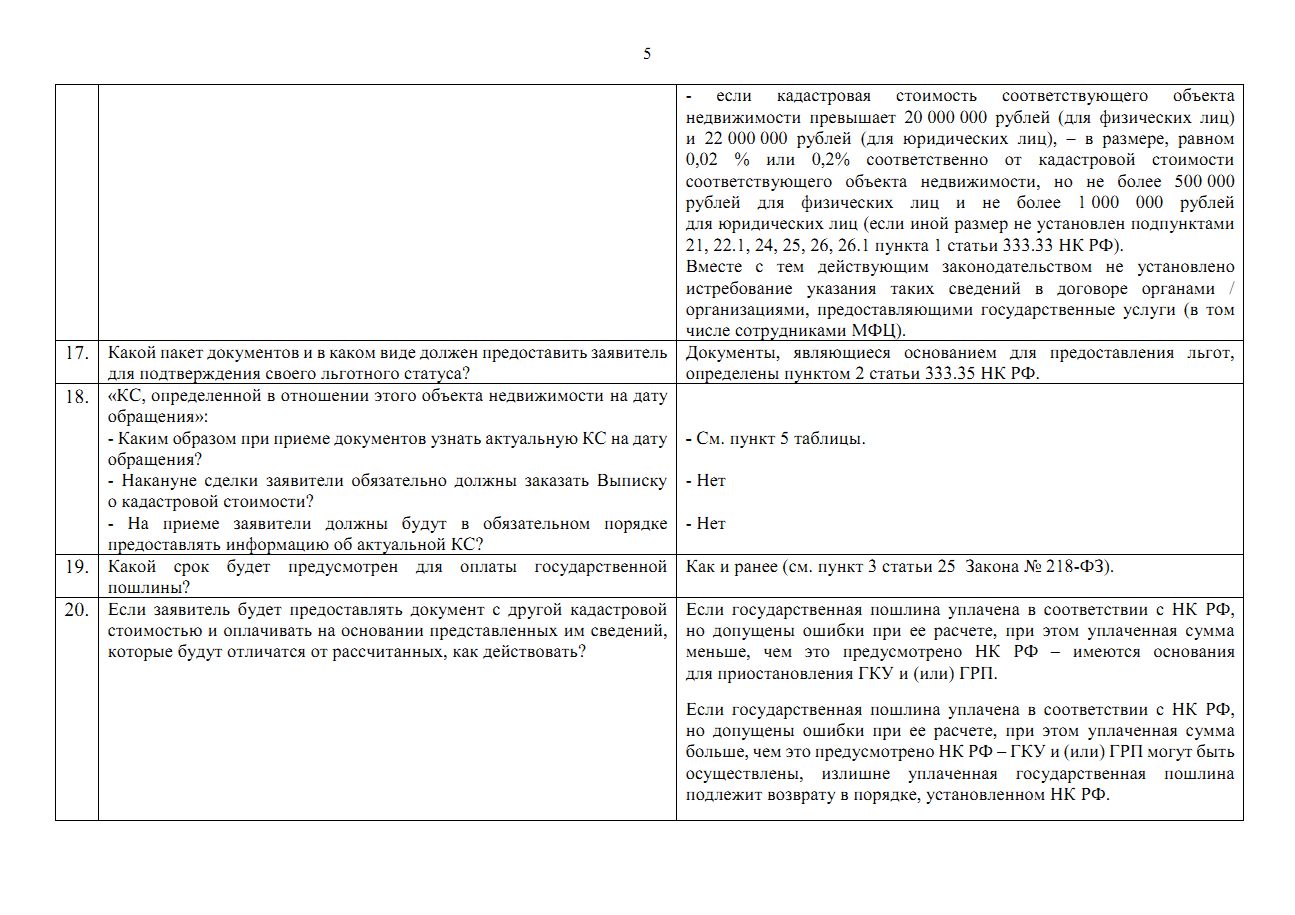 5
- если кадастровая стоимость соответствующего объекта
недвижимости превышает 20 000 000 рублей (для физических лиц)
и 22 000 000 рублей (для юридических лиц), – в размере, равном
0,02 % или 0,2% соответственно от кадастровой стоимости
соответствующего объекта недвижимости, но не более 500 000
рублей для физических лиц и не более 1 000 000 рублей
для юридических лиц (если иной размер не установлен подпунктами
21, 22.1, 24, 25, 26, 26.1 пункта 1 статьи 333.33 НК РФ).
Вместе с тем действующим законодательством не установлено
истребование указания таких сведений в договоре органами /
организациями, предоставляющими государственные услуги (в том
числе сотрудниками МФЦ).
17.
Какой пакет документов и в каком виде должен предоставить заявитель
для подтверждения своего льготного статуса?
Документы, являющиеся основанием для предоставления льгот,
определены пунктом 2 статьи 333.35 НК РФ.
18.
«КС, определенной в отношении этого объекта недвижимости на дату
обращения»:
- Каким образом при приеме документов узнать актуальную КС на дату
обращения?
- Накануне сделки заявители обязательно должны заказать Выписку
о кадастровой стоимости?
- На приеме заявители должны будут в обязательном порядке
предоставлять информацию об актуальной КС?
- См. пункт 5 таблицы.
- Нет
- Нет
19.
Какой срок будет предусмотрен для оплаты государственной
пошлины?
Как и ранее (см. пункт 3 статьи 25 Закона № 218-ФЗ).
20.
Если заявитель будет предоставлять документ с другой кадастровой
стоимостью и оплачивать на основании представленных им сведений,
которые будут отличатся от рассчитанных, как действовать?
Если государственная пошлина уплачена в соответствии с НК РФ,
но допущены ошибки при ее расчете, при этом уплаченная сумма
меньше, чем это предусмотрено НК РФ – имеются основания
для приостановления ГКУ и (или) ГРП.
Если государственная пошлина уплачена в соответствии с НК РФ,
но допущены ошибки при ее расчете, при этом уплаченная сумма
больше, чем это предусмотрено НК РФ – ГКУ и (или) ГРП могут быть
осуществлены, излишне уплаченная государственная пошлина
подлежит возврату в порядке, установленном НК РФ.